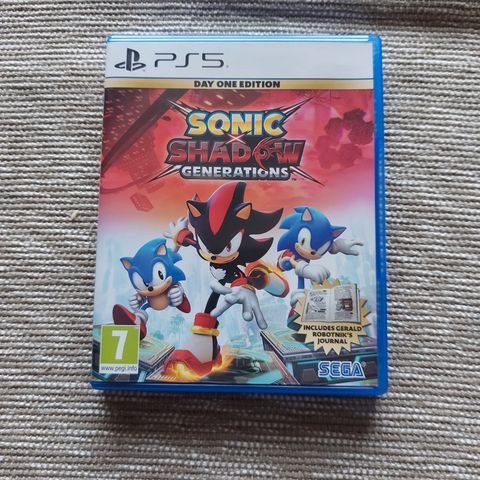 PS5
DAY ONE EDITION
SONIC
X
SHADOW
GENERATIONS
INCLUDES GERALD
ROBOTNIK'S
JOURNAL
7
www.pegi.info
SEGA